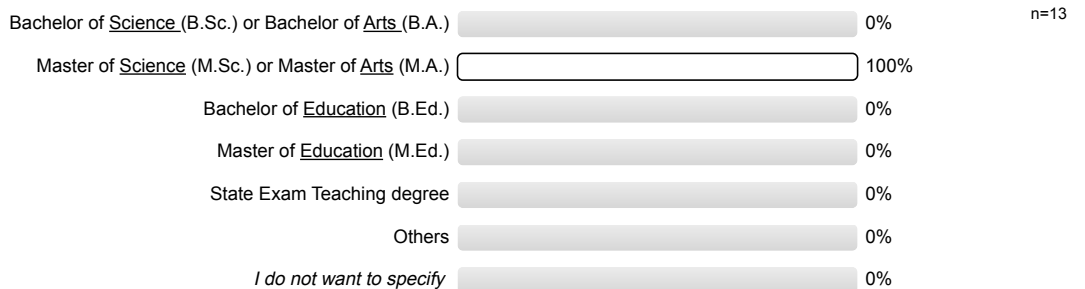 Bachelor of Science (B.Sc.) or Bachelor of Arts (B.A.) 0% n=13
Master of Science (M.Sc.) or Master of Arts (M.A.) 100%
Bachelor of Education (B.Ed.) 0%
Master of Education (M.Ed.) 0%
State Exam Teaching degree 0%
Others 0%
I do not want to specify 0%